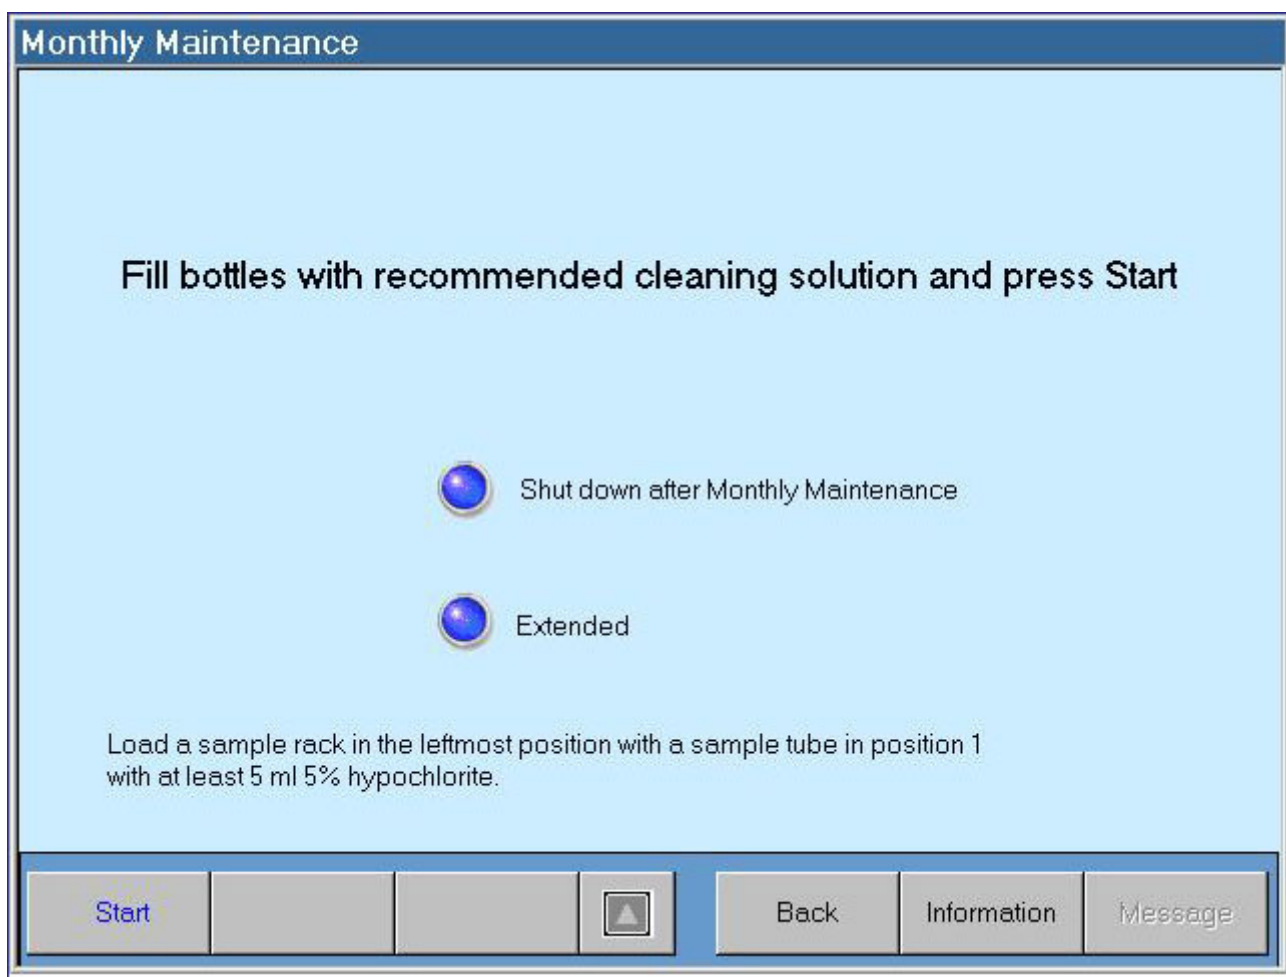 Monthly Maintenance
Fill bottles with recommended cleaning solution and press Start
Shut down after Monthly Maintenance
Extended
Load a sample rack in the leftmost position with a sample tube in position 1
with at least 5 ml 5% hypochlorite.
Start
Back
Information
Message